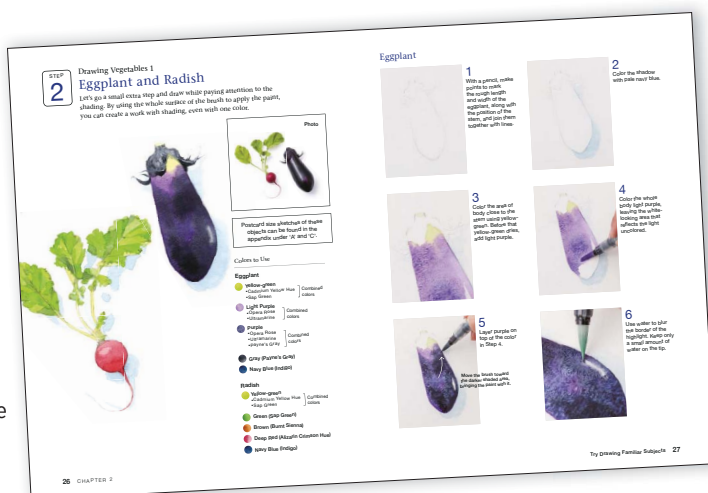 STEP
2
Drawing Vegetables 1
Eggplant and Radish
Let's go a small extra step and draw while paying attention to the
shading. By using the whole surface of the brush to apply the paint,
you can create a work with shading, even with one color.
Photo
Postcard size sketches of these
objects can be found in the
appendix under 'A' and 'C'.
Colors to Use
Eggplant
Yellow-green
•Cadmium Yellow Hue
•Sap Green
Combined
colors
Light Purple
•Opera Rose
•Ultramarine
Combined
colors
Purple
•Opera Rose
•Ultramarine
•Payne's Gray
Combined
colors
Gray (Payne's Gray)
Navy Blue (Indigo)
Radish
Yellow-green
•Cadmium Yellow Hue
•Sap Green
Combined
colors
Green (Sap Green)
Brown (Burnt Sienna)
Deep Red (Alizarin Crimson Hue)
Navy Blue (Indigo)
26 CHAPTER 2
Eggplant
1
With a pencil, make
points to mark
the rough length
and width of the
eggplant, along with
the position of the
stem, and join them
together with lines.
2
Color the shadow
with pale navy blue.
3
Color the area of
body close to the
stem using yellow-
green. Before that
yellow-green dries,
add light purple.
4
Color the whole
body light purple,
leaving the white-
looking area that
reflects the light
uncolored.
5
Layer purple on
top of the color
in Step 4.
Move the brush toward
the darker shaded area,
bringing the paint with it.
6
Use water to blur
the border of the
highlight. Keep only
a small amount of
water on the tip.
Try Drawing Familiar Subjects 27
e